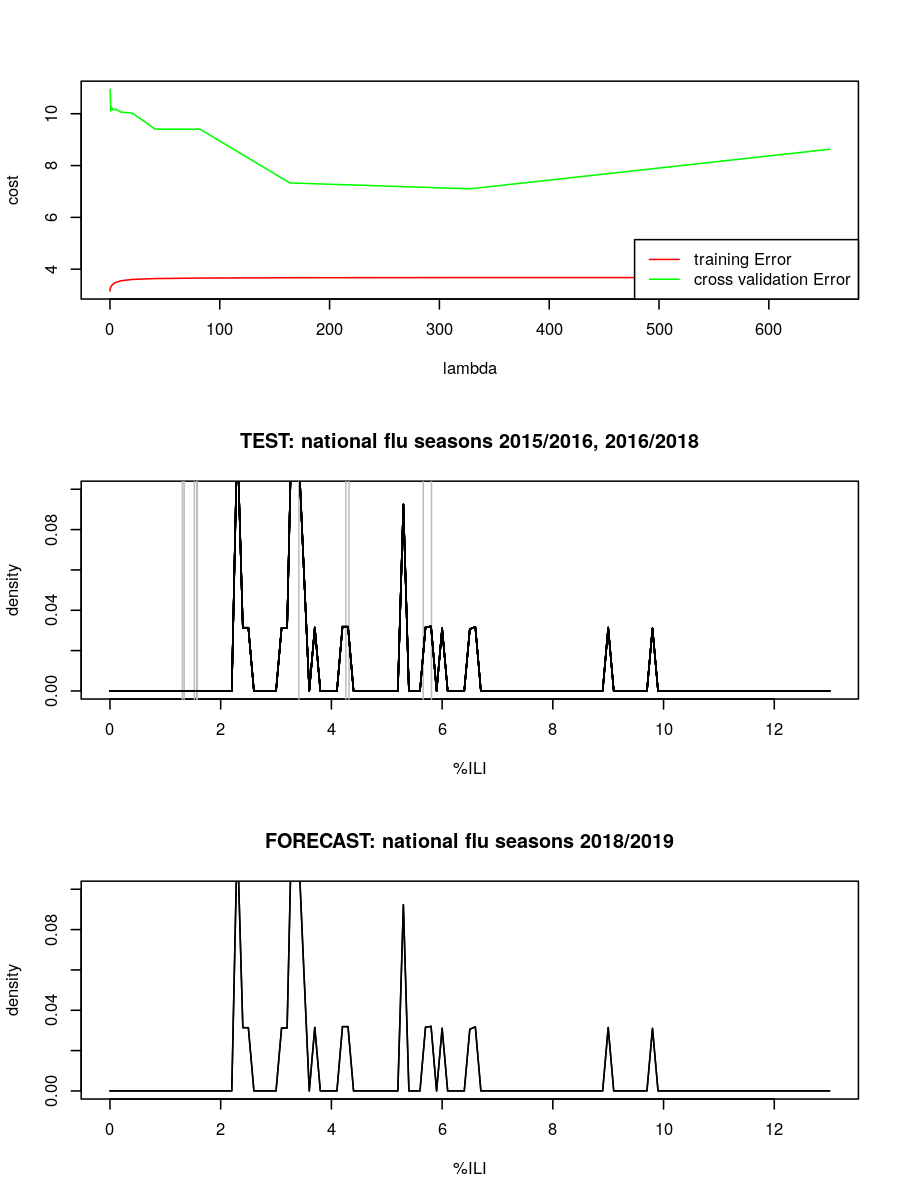 cost
10
8
6
4
training Error
cross validation Error
0 100 200 300 400 500 600
lambda
TEST: national flu seasons 2015/2016, 2016/2018
density
0.08
0.04
0.00
0 2 4 6 8 10 12
%ILI
FORECAST: national flu seasons 2018/2019
density
0.08
0.04
0.00
0 2 4 6 8 10 12
%ILI